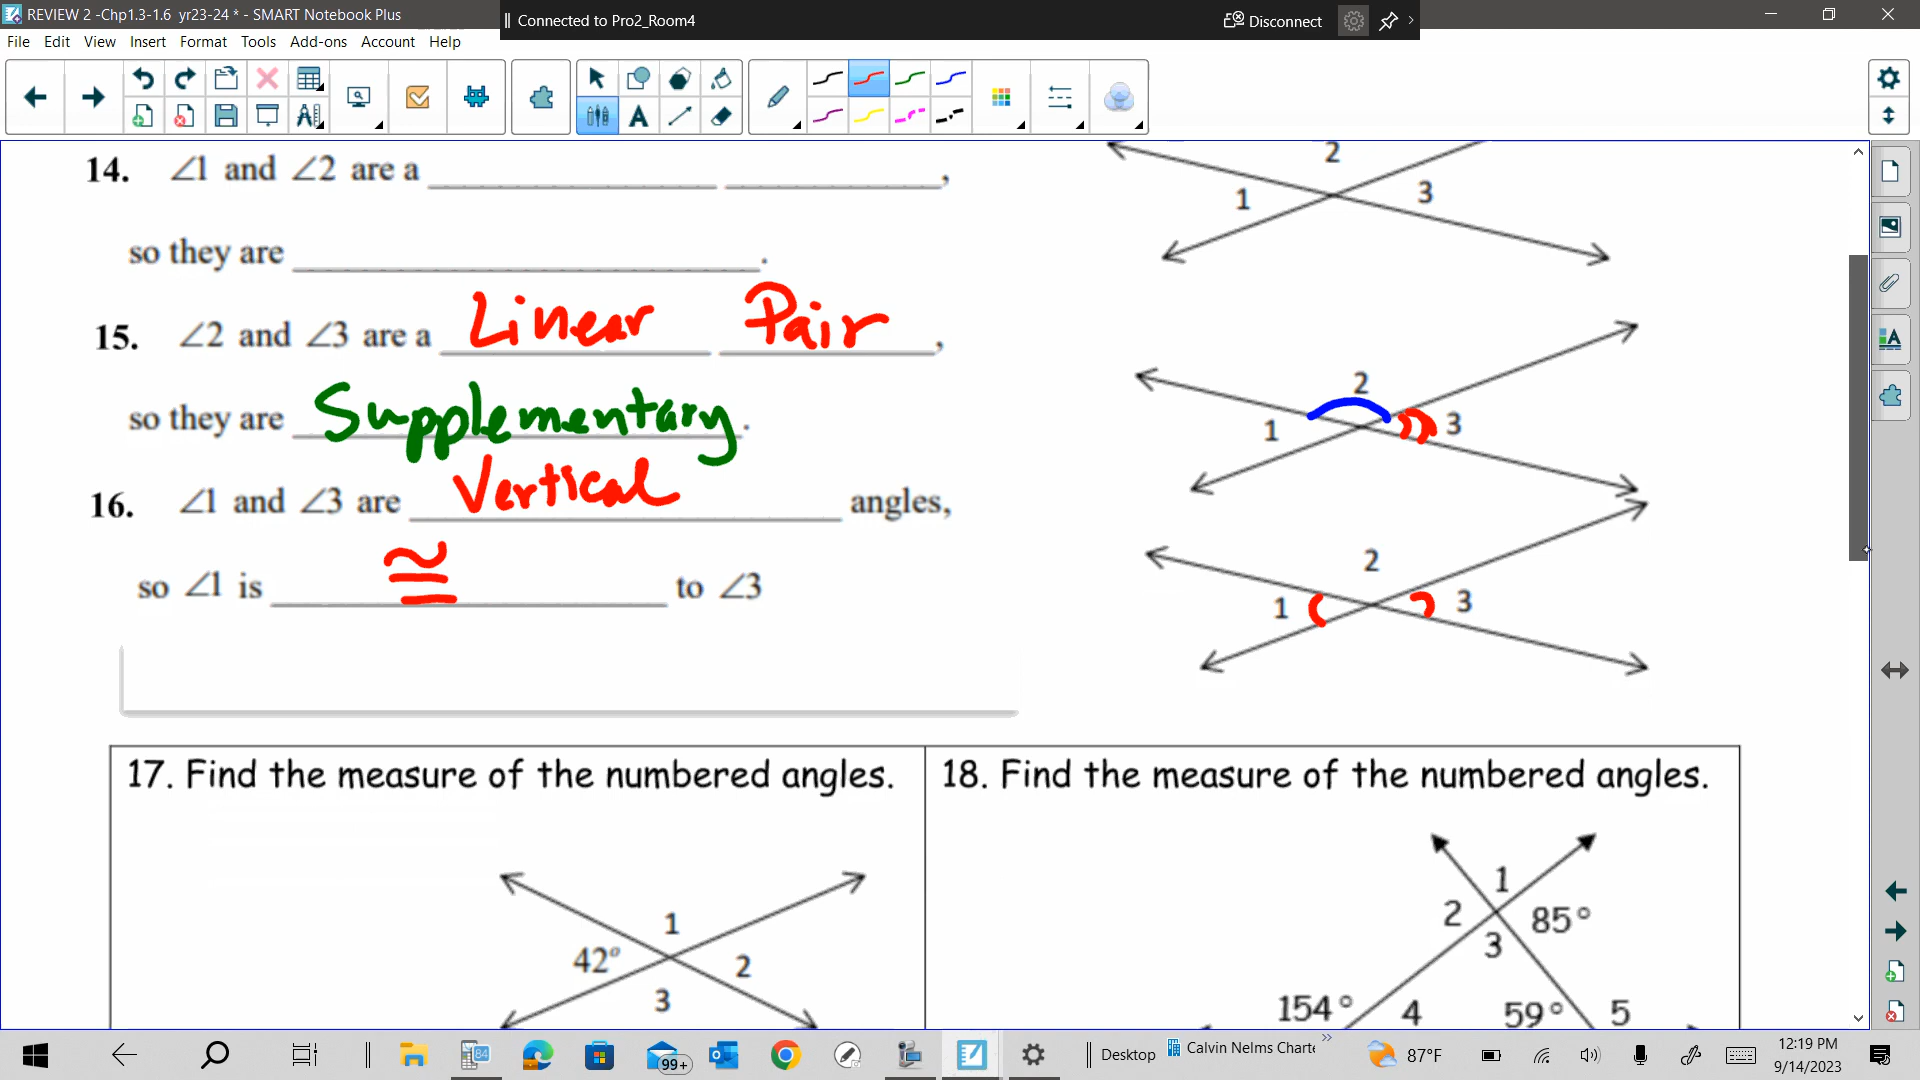 REVIEW 2 -Chp1.3-1.6 yr23-24 * - SMART Notebook Plus
Connected to Pro2_Room4
Disconnect
File Edit View Insert Format Tools Add-ons Account Help
14. ∠1 and ∠2 are a ____ ____,
2
1
3
so they are ____.
15. ∠2 and ∠3 are a Linear Pair,
so they are Supplementary.
2
1
3
16. ∠1 and ∠3 are Vertical angles,
so ∠1 is ≅ to ∠3
2
1
3
17. Find the measure of the numbered angles.
1
42°
2
3
18. Find the measure of the numbered angles.
1
2
85°
3
154°
4
59°
5
84
99+
Desktop
Calvin Nelms Charte
87°F
12:19 PM
9/14/2023